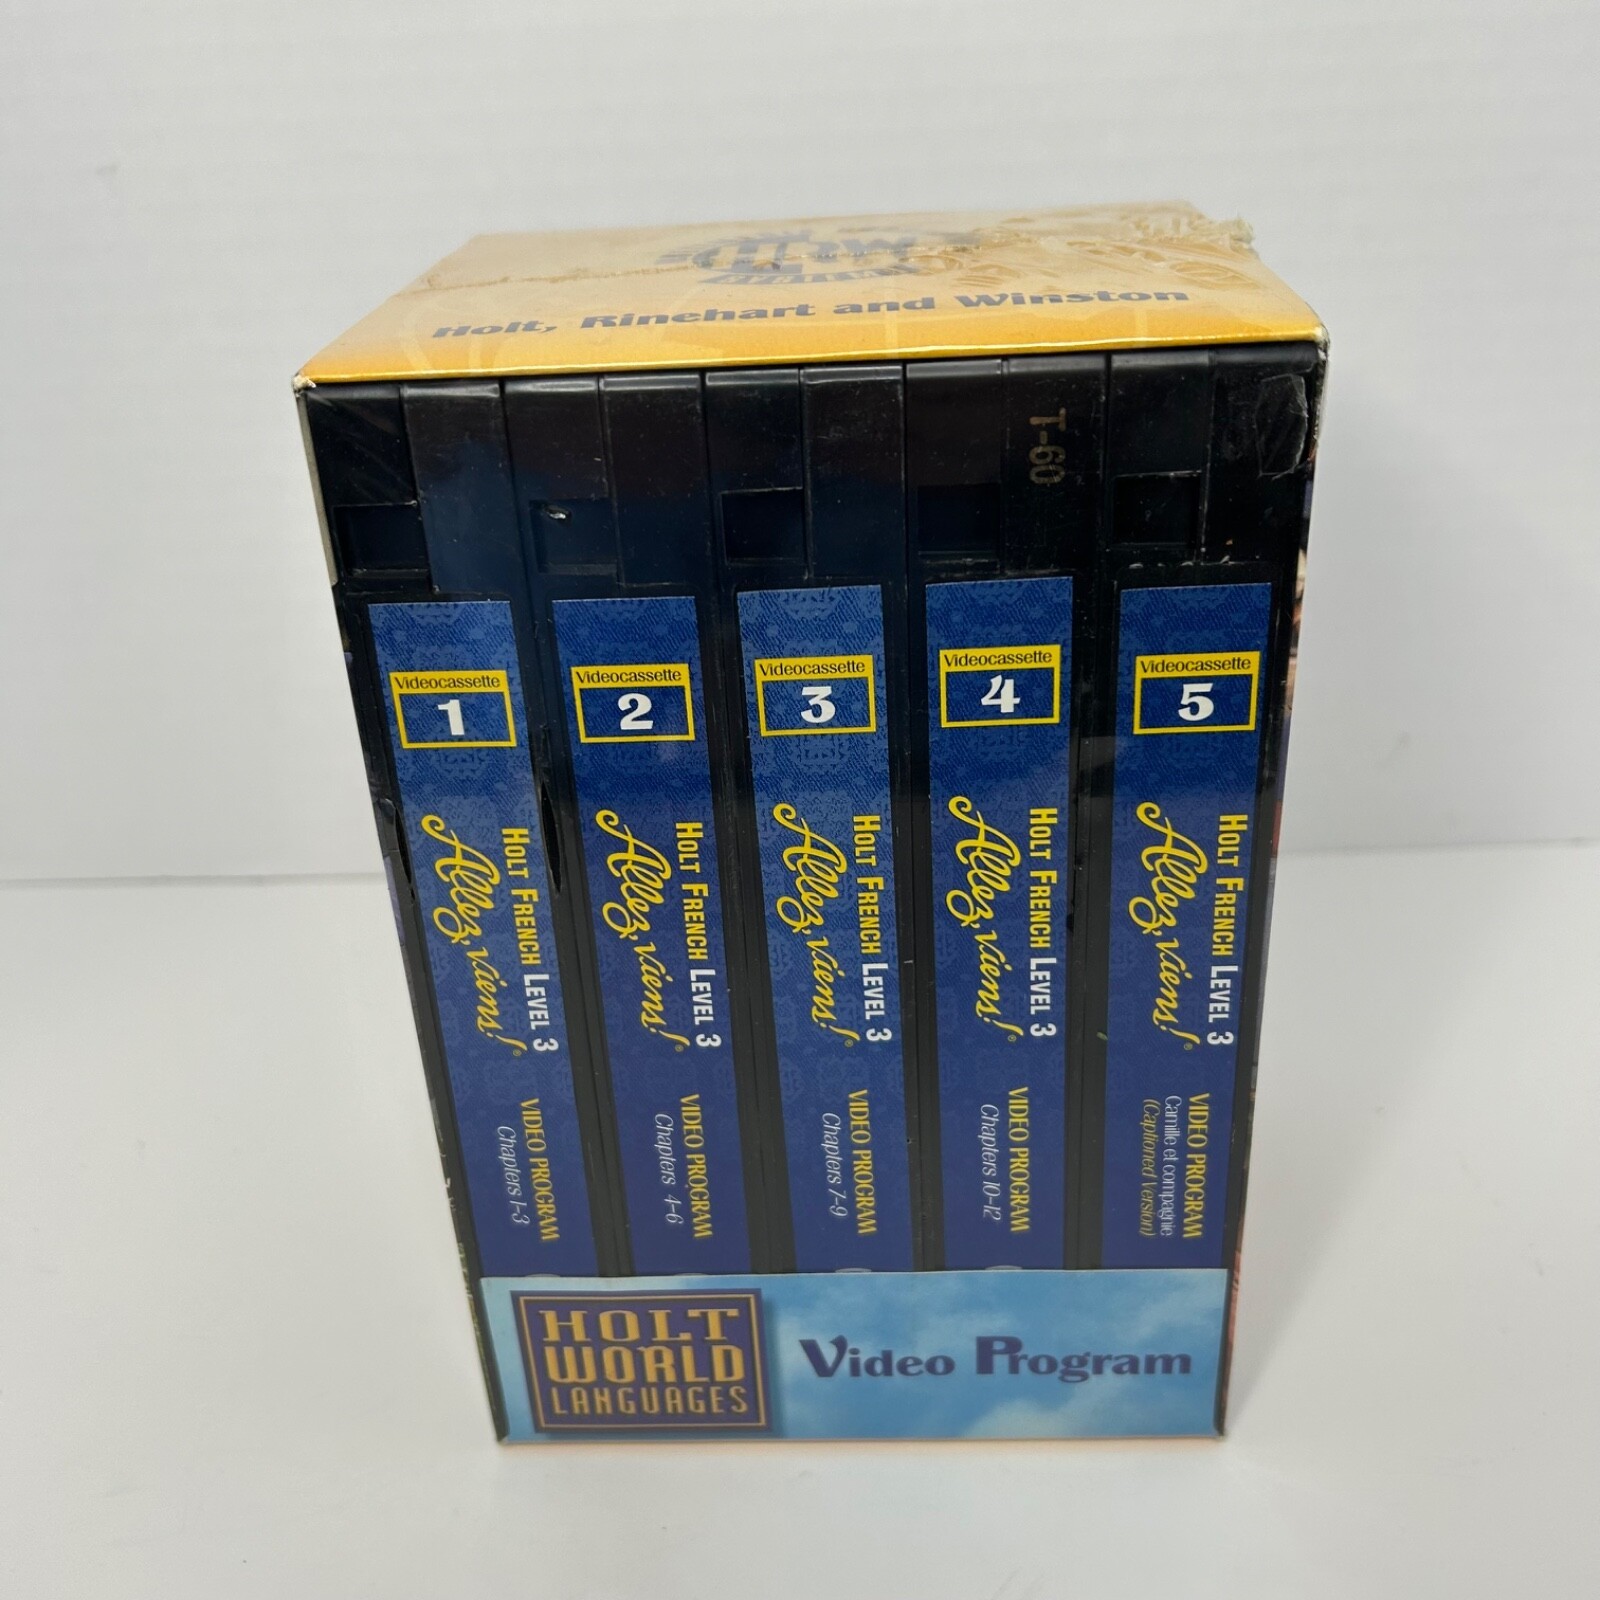 HRW
SYSTEM
Holt, Rinehart and Winston
T-60
Videocassette
1
HOLT FRENCH LEVEL 3
Allez, viens!®
VIDEO PROGRAM
Chapters 1-3
Videocassette
2
HOLT FRENCH LEVEL 3
Allez, viens!®
VIDEO PROGRAM
Chapters 4-6
Videocassette
3
HOLT FRENCH LEVEL 3
Allez, viens!®
VIDEO PROGRAM
Chapters 7-9
Videocassette
4
HOLT FRENCH LEVEL 3
Allez, viens!®
VIDEO PROGRAM
Chapters 10-12
Videocassette
5
HOLT FRENCH LEVEL 3
Allez, viens!®
VIDEO PROGRAM
Camille et compagnie
(Captioned Version)
HOLT
WORLD
LANGUAGES
Video Program